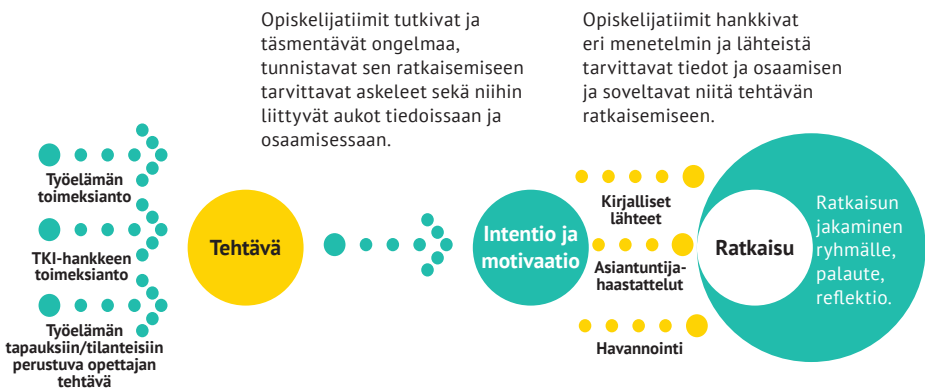 Opiskelijatiimit tutkivat ja
täsmentävät ongelmaa,
tunnistavat sen ratkaisemiseen
tarvittavat askeleet sekä niihin
liittyvät aukot tiedoissaan ja
osaamisessaan.
Opiskelijatiimit hankkivat
eri menetelmin ja lähteistä
tarvittavat tiedot ja osaamisen
ja soveltavat niitä tehtävän
ratkaisemiseen.
Työelämän
toimeksianto
TKI-hankkeen
toimeksianto
Työelämän
tapauksiin/tilanteisiin
perustuva opettajan
tehtävä
Tehtävä
Intentio ja
motivaatio
Kirjalliset
lähteet
Asiantuntija-
haastattelut
Havannointi
Ratkaisu
Ratkaisun
jakaminen
ryhmälle,
palaute,
reflektio.